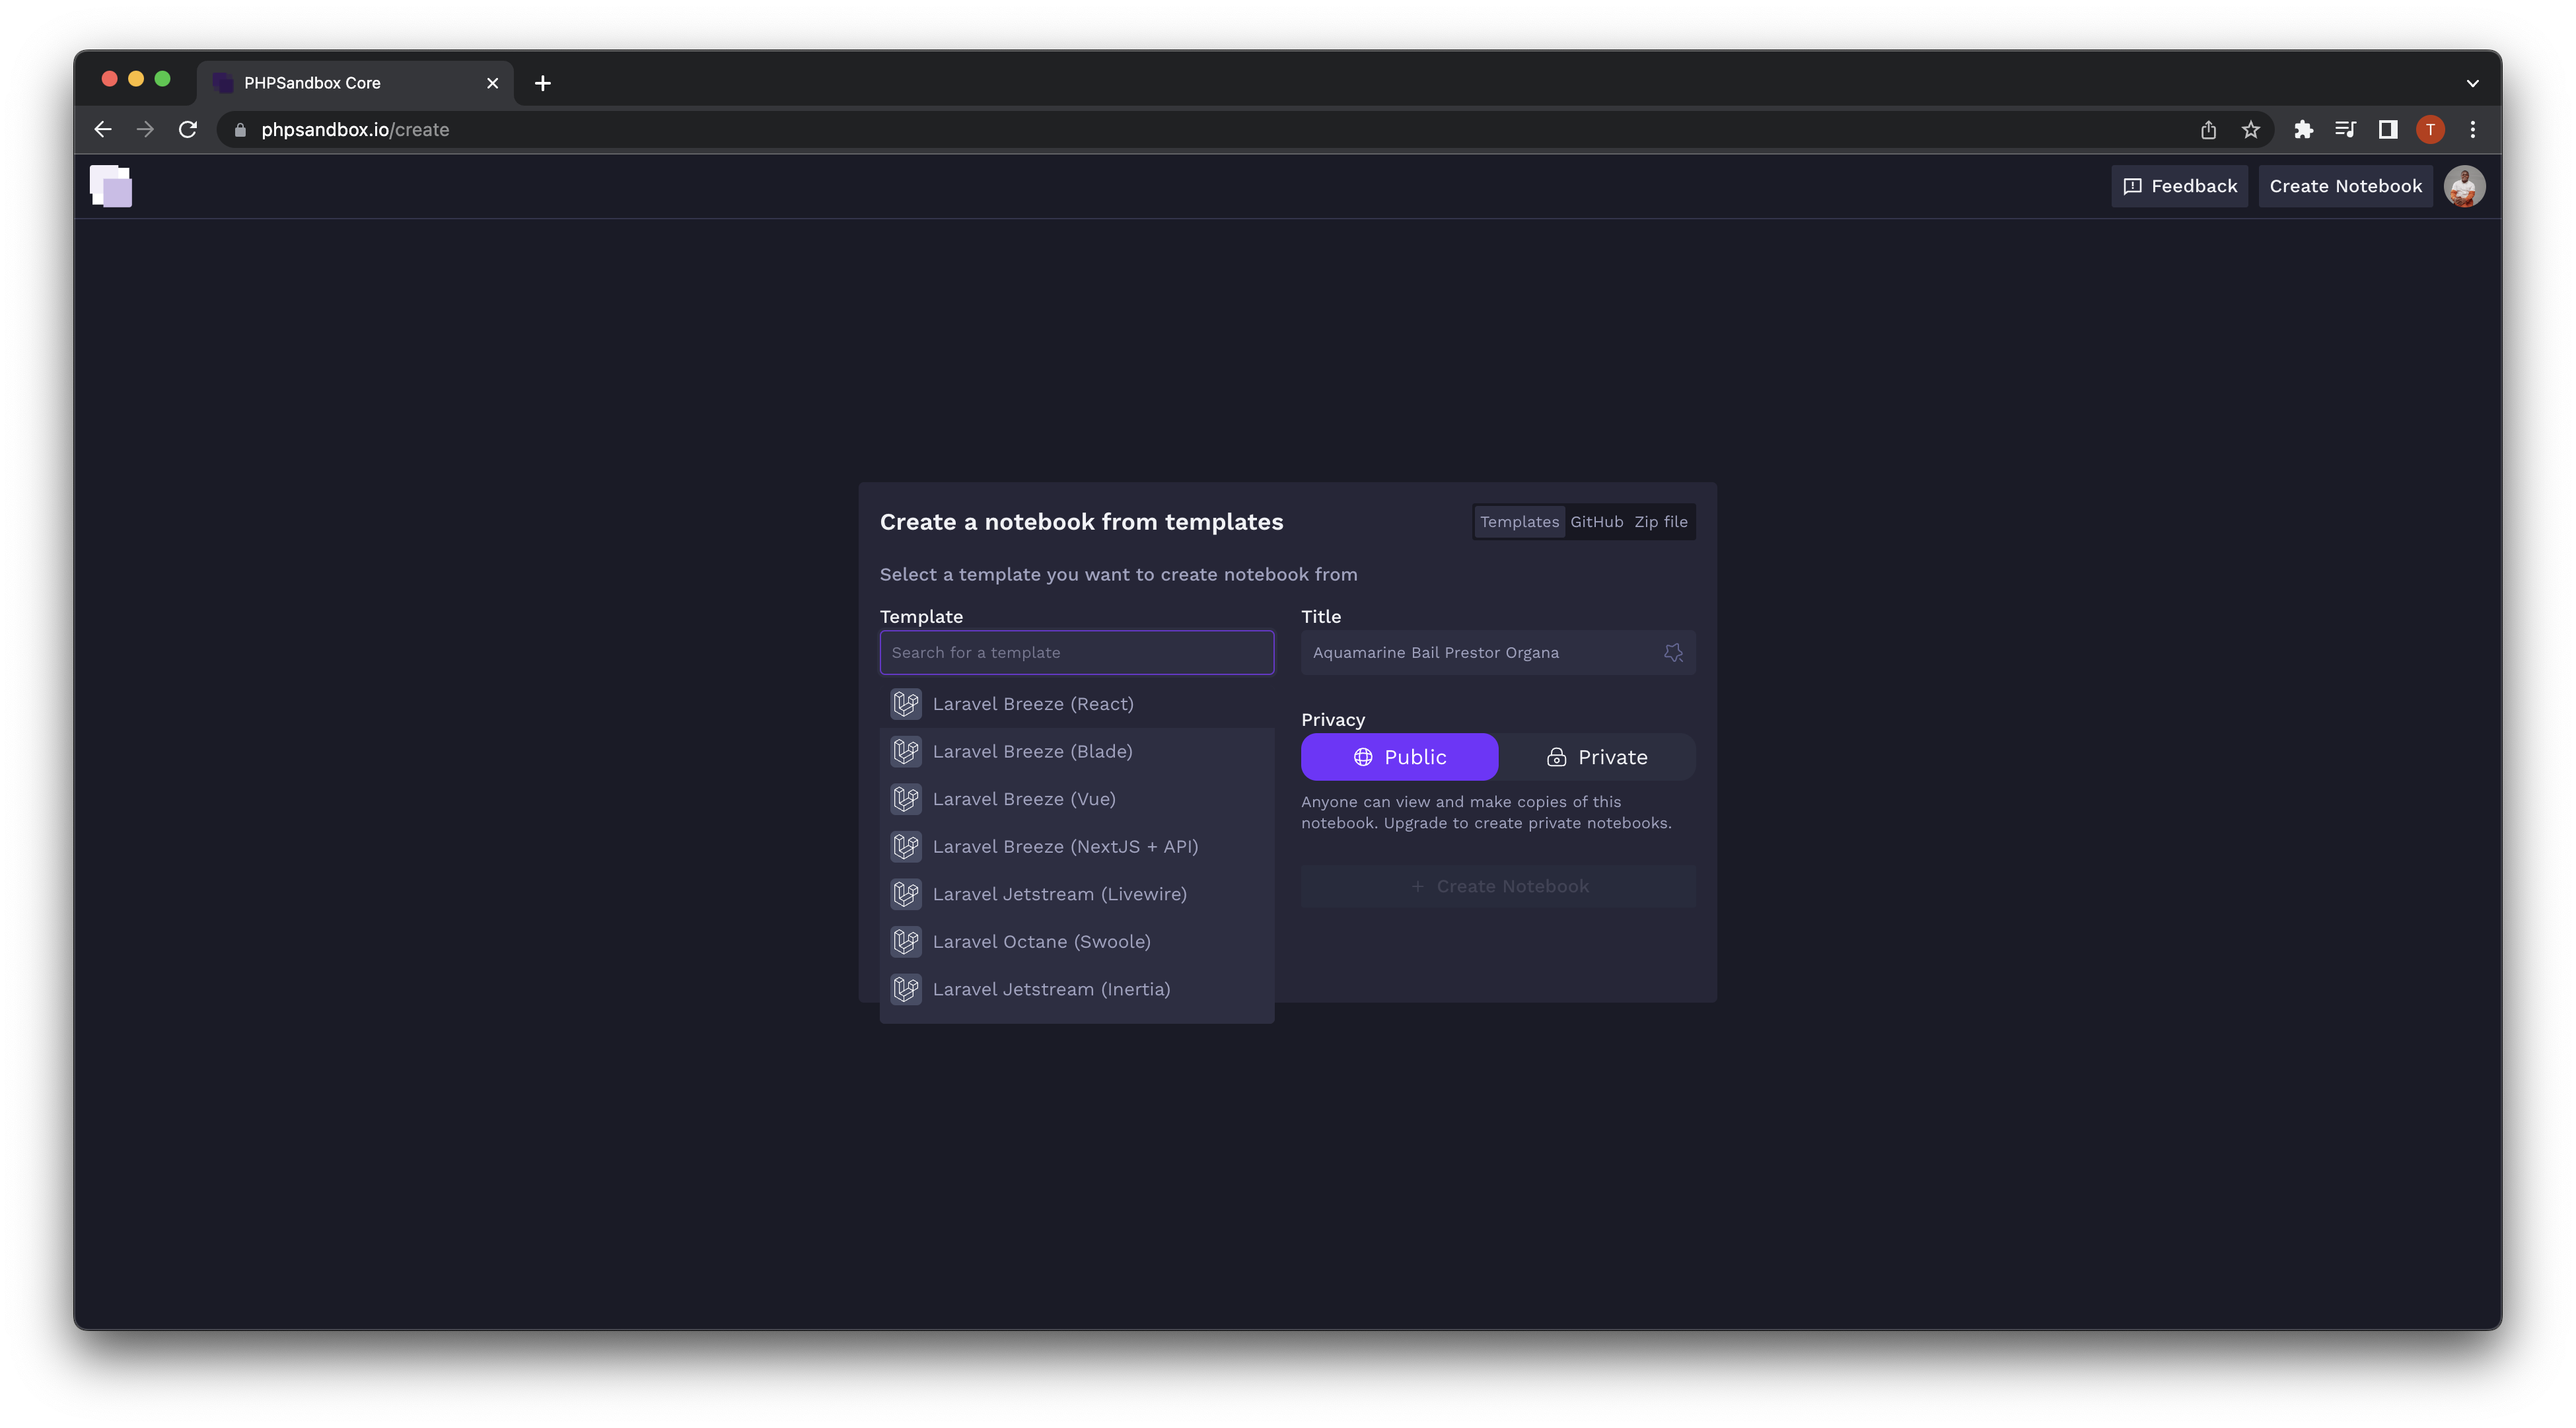 PHPSandbox Core
phpsandbox.io/create
T
Feedback
Create Notebook
Create a notebook from templates
Templates GitHub Zip file
Select a template you want to create notebook from
Template
Search for a template
Laravel Breeze (React)
Laravel Breeze (Blade)
Laravel Breeze (Vue)
Laravel Breeze (NextJS + API)
Laravel Jetstream (Livewire)
Laravel Octane (Swoole)
Laravel Jetstream (Inertia)
Title
Aquamarine Bail Prestor Organa
Privacy
Public
Private
Anyone can view and make copies of this
notebook. Upgrade to create private notebooks.
+ Create Notebook